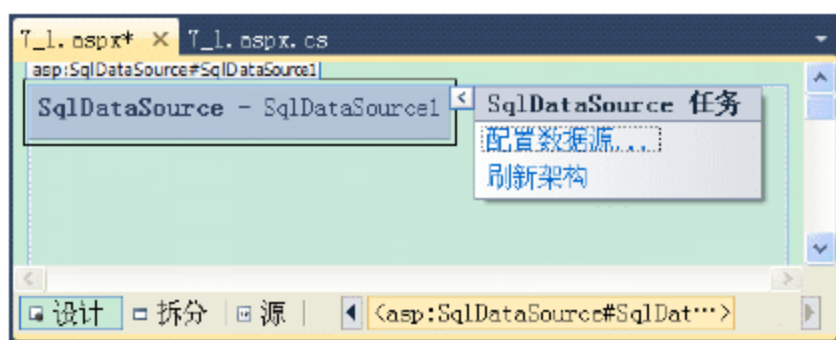 7_1.aspx* × 7_1.aspx.cs
asp:SqlDataSource#SqlDataSource1
SqlDataSource - SqlDataSource1
SqlDataSource 任务
配置数据源...
刷新架构
设计 拆分 源 <asp:SqlDataSource#SqlDat...>